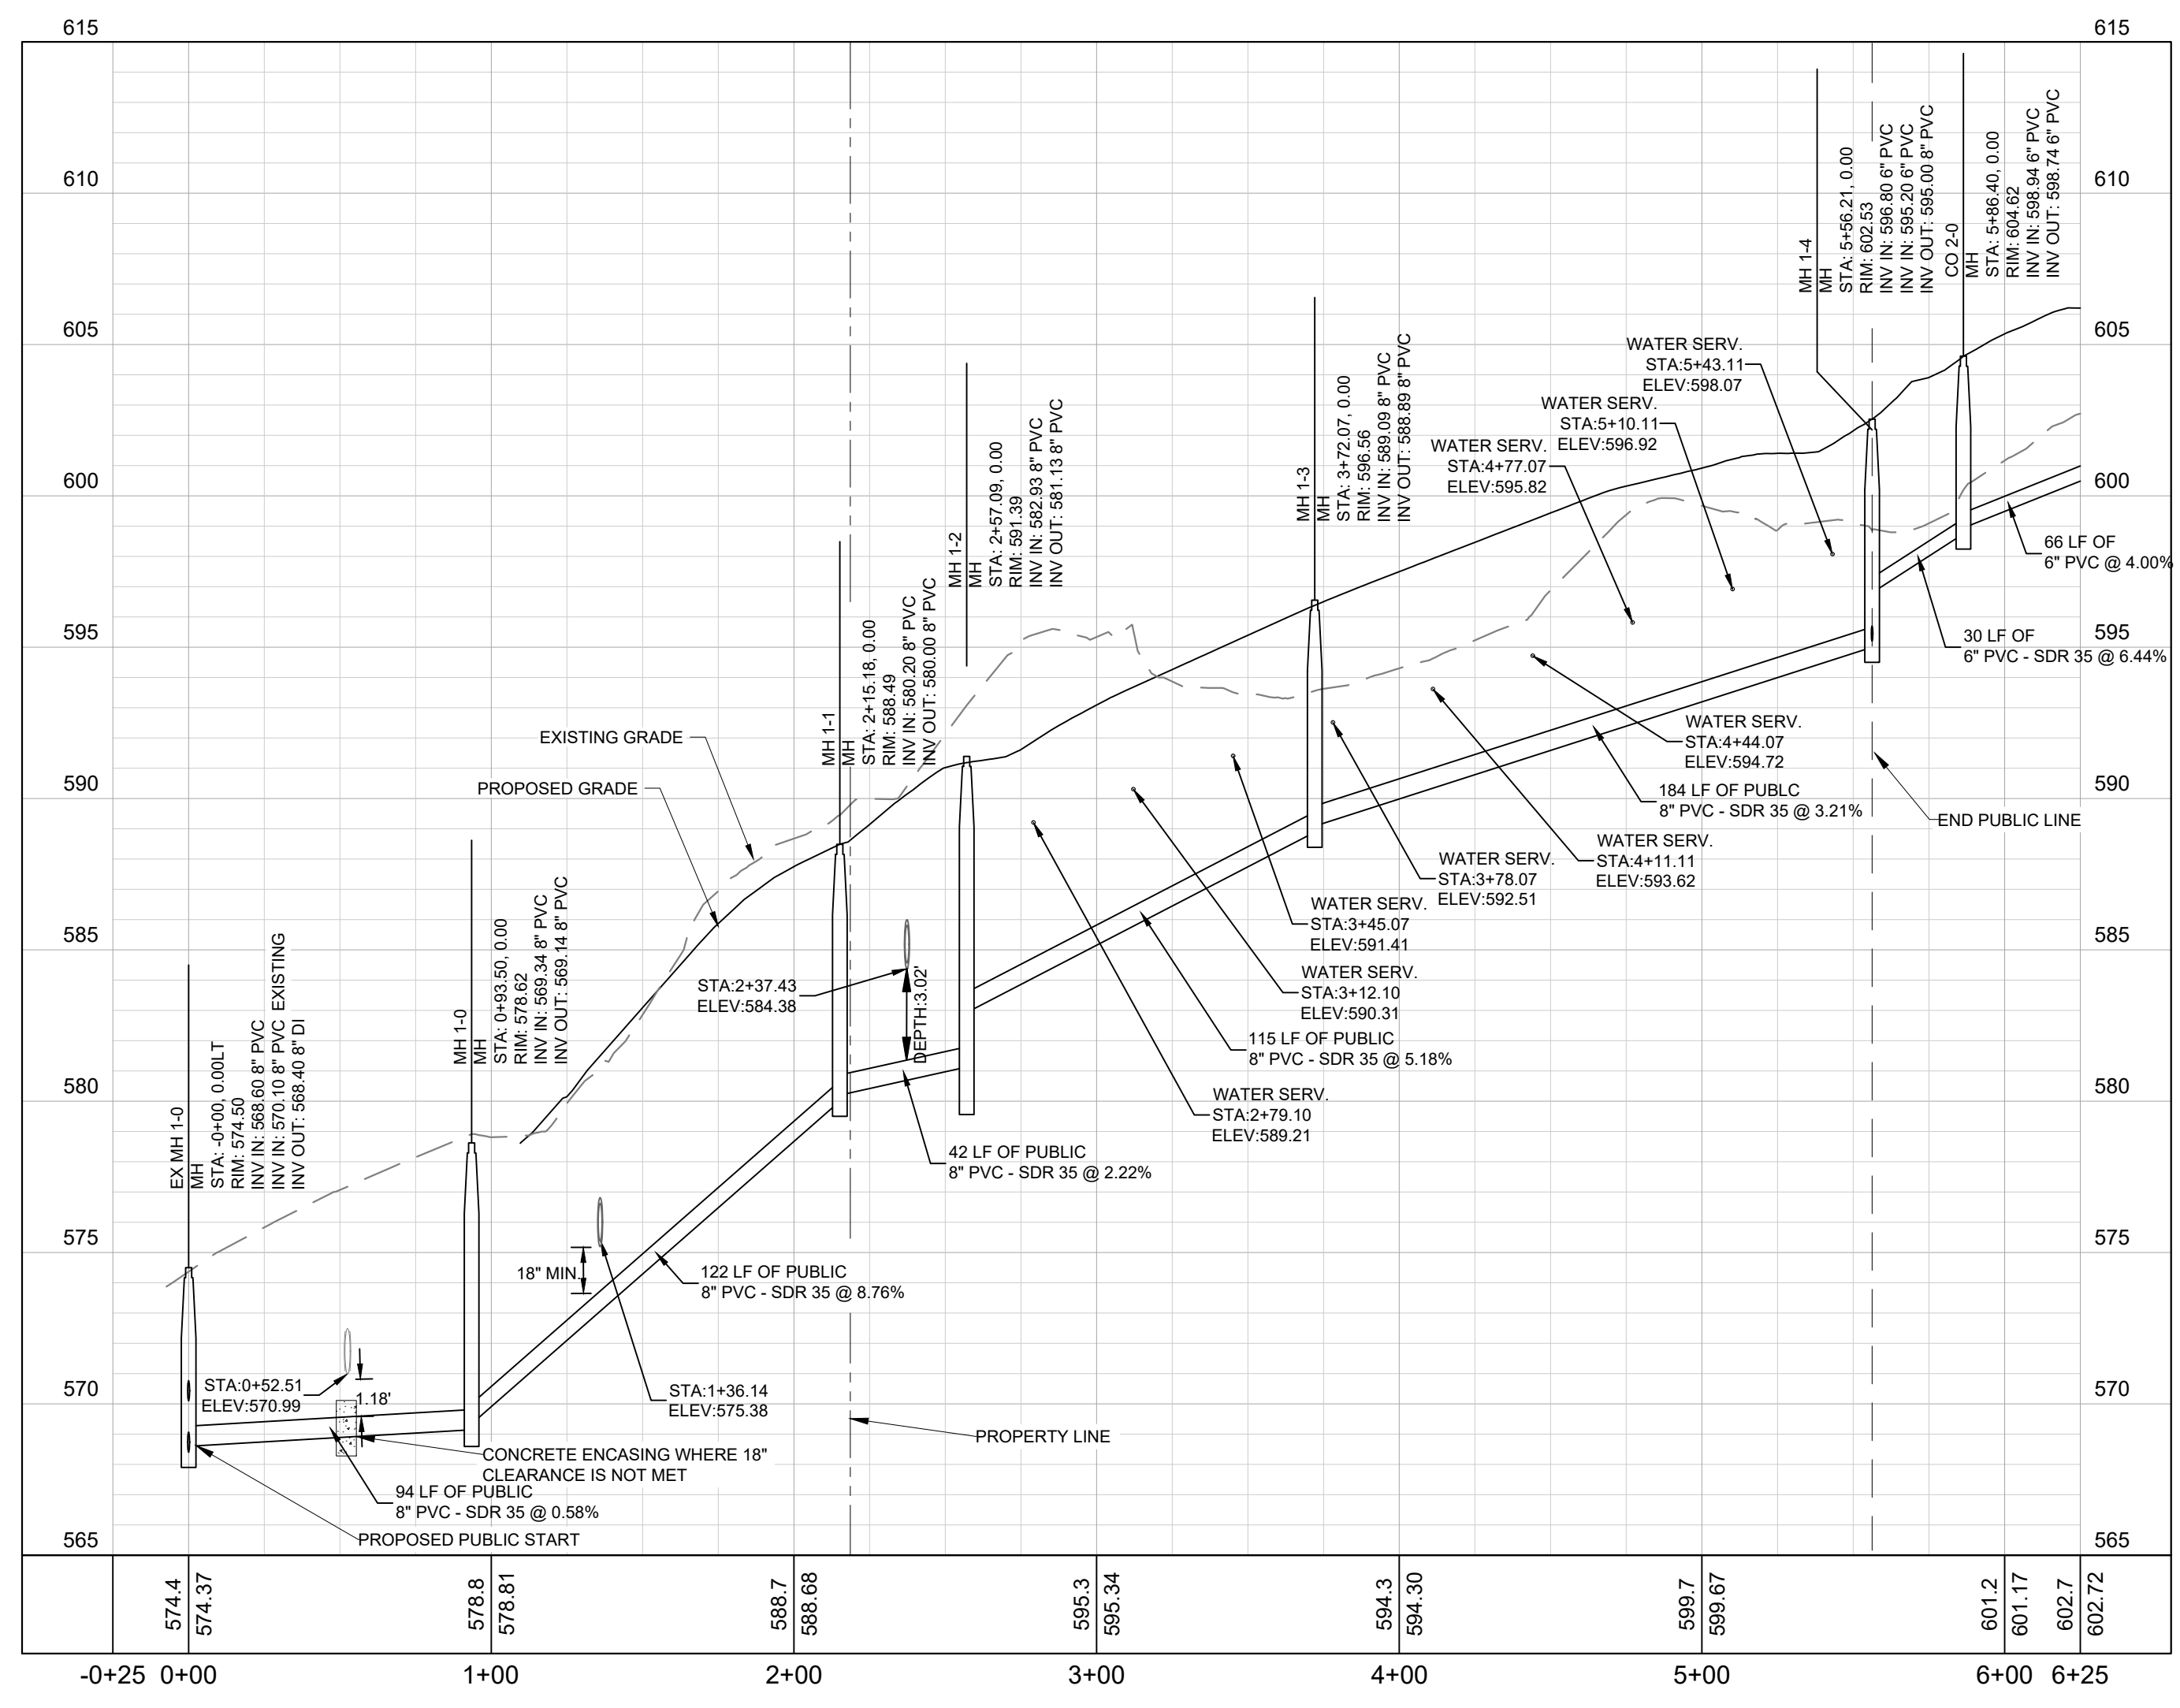 615
615
610
610
605
605
600
600
595
595
590
590
585
585
580
580
575
575
570
570
565
565
EX MH 1-0
MH
STA: -0+00, 0.00LT
RIM: 574.50
INV IN: 568.60 8" PVC
INV IN: 570.10 8" PVC EXISTING
INV OUT: 568.40 8" DI
MH 1-0
MH
STA: 0+93.50, 0.00
RIM: 578.62
INV IN: 569.34 8" PVC
INV OUT: 569.14 8" PVC
MH 1-1
MH
STA: 2+15.18, 0.00
RIM: 588.49
INV IN: 580.20 8" PVC
INV OUT: 580.00 8" PVC
MH 1-2
MH
STA: 2+57.09, 0.00
RIM: 591.39
INV IN: 582.93 8" PVC
INV OUT: 581.13 8" PVC
MH 1-3
MH
STA: 3+72.07, 0.00
RIM: 596.56
INV IN: 589.09 8" PVC
INV OUT: 588.89 8" PVC
MH 1-4
MH
STA: 5+56.21, 0.00
RIM: 602.53
INV IN: 596.80 6" PVC
INV IN: 595.20 6" PVC
INV OUT: 595.00 8" PVC
CO 2-0
MH
STA: 5+86.40, 0.00
RIM: 604.62
INV IN: 598.94 6" PVC
INV OUT: 598.74 6" PVC
WATER SERV.
STA:5+43.11
ELEV:598.07
WATER SERV.
STA:5+10.11
ELEV:596.92
WATER SERV.
STA:4+77.07
ELEV:595.82
66 LF OF
6" PVC @ 4.00%
30 LF OF
6" PVC - SDR 35 @ 6.44%
WATER SERV.
STA:4+44.07
ELEV:594.72
184 LF OF PUBLC
8" PVC - SDR 35 @ 3.21%
END PUBLIC LINE
WATER SERV.
STA:4+11.11
ELEV:593.62
WATER SERV.
STA:3+78.07
ELEV:592.51
WATER SERV.
STA:3+45.07
ELEV:591.41
WATER SERV.
STA:3+12.10
ELEV:590.31
115 LF OF PUBLIC
8" PVC - SDR 35 @ 5.18%
WATER SERV.
STA:2+79.10
ELEV:589.21
EXISTING GRADE
PROPOSED GRADE
STA:2+37.43
ELEV:584.38
DEPTH:3.02'
42 LF OF PUBLIC
8" PVC - SDR 35 @ 2.22%
18" MIN.
122 LF OF PUBLIC
8" PVC - SDR 35 @ 8.76%
STA:1+36.14
ELEV:575.38
STA:0+52.51
ELEV:570.99
1.18'
PROPERTY LINE
CONCRETE ENCASING WHERE 18"
CLEARANCE IS NOT MET
94 LF OF PUBLIC
8" PVC - SDR 35 @ 0.58%
PROPOSED PUBLIC START
574.4
574.37
578.8
578.81
588.7
588.68
595.3
595.34
594.3
594.30
599.7
599.67
601.2
601.17
602.7
602.72
-0+25
0+00
1+00
2+00
3+00
4+00
5+00
6+00
6+25